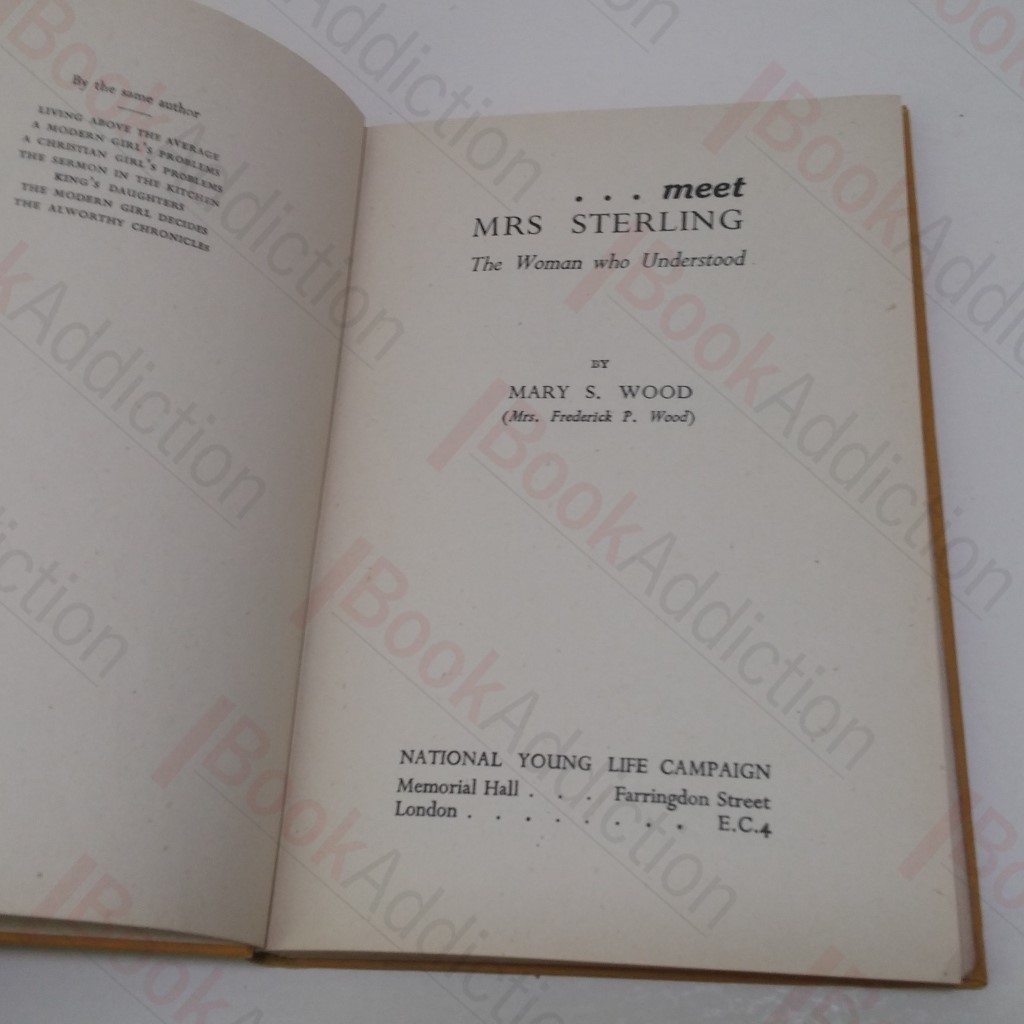 By the same author
LIVING ABOVE THE AVERAGE
A MODERN GIRL'S PROBLEMS
A CHRISTIAN GIRL'S PROBLEMS
THE SERMON IN THE KITCHEN
KING'S DAUGHTERS
THE MODERN GIRL DECIDES
THE ALWORTHY CHRONICLES
. . . meet
MRS STERLING
The Woman who Understood
BY
MARY S. WOOD
(Mrs. Frederick P. Wood)
NATIONAL YOUNG LIFE CAMPAIGN
Memorial Hall . . . Farringdon Street
London . . . . . . . . E.C.4
BookAddiction